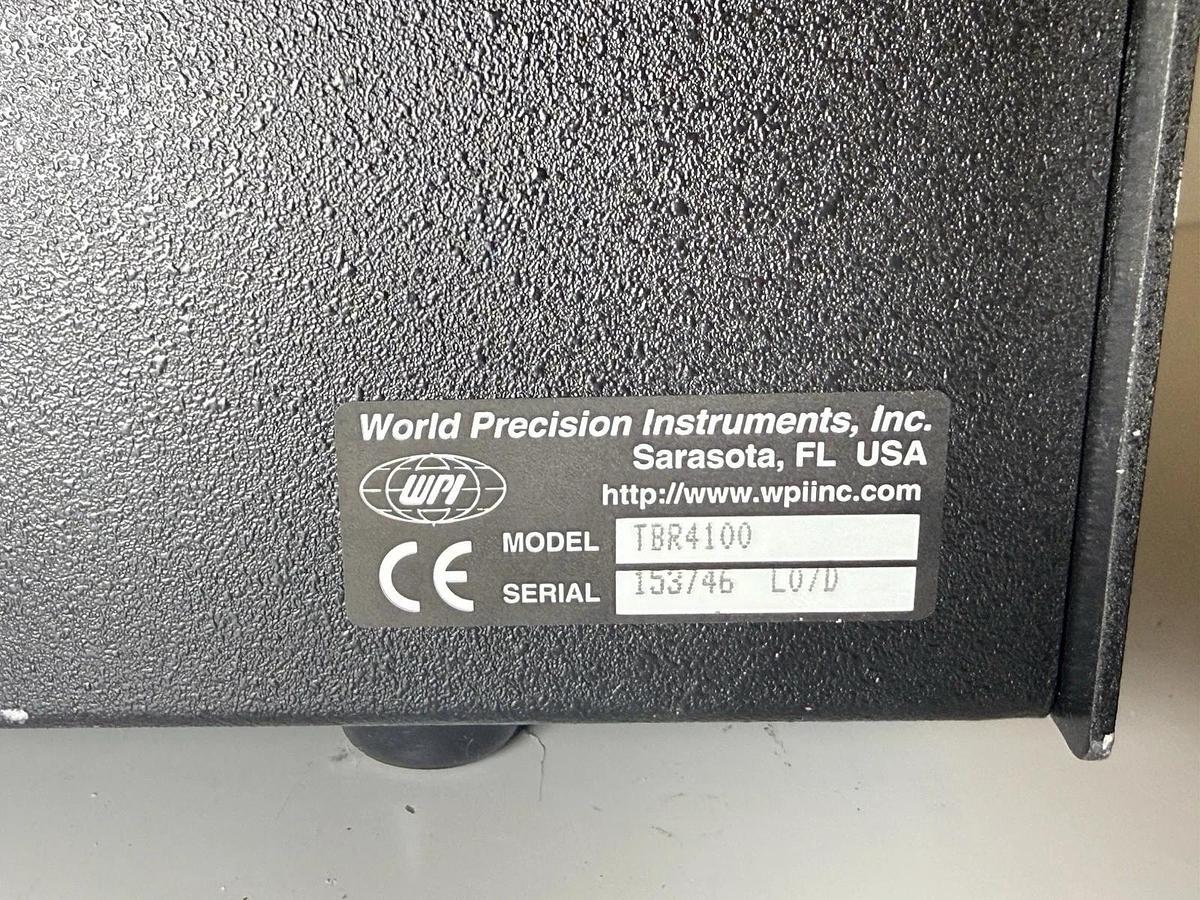 World Precision Instruments, Inc.
Sarasota, FL USA
WPI
http://www.wpiinc.com
MODEL TBR4100
CE
SERIAL 153746 L07D